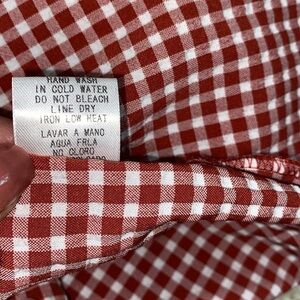 HAND WASH
IN COLD WATER
DO NOT BLEACH
LINE DRY
IRON LOW HEAT
LAVAR A MANO
AGUA FRIA
NO CLORO